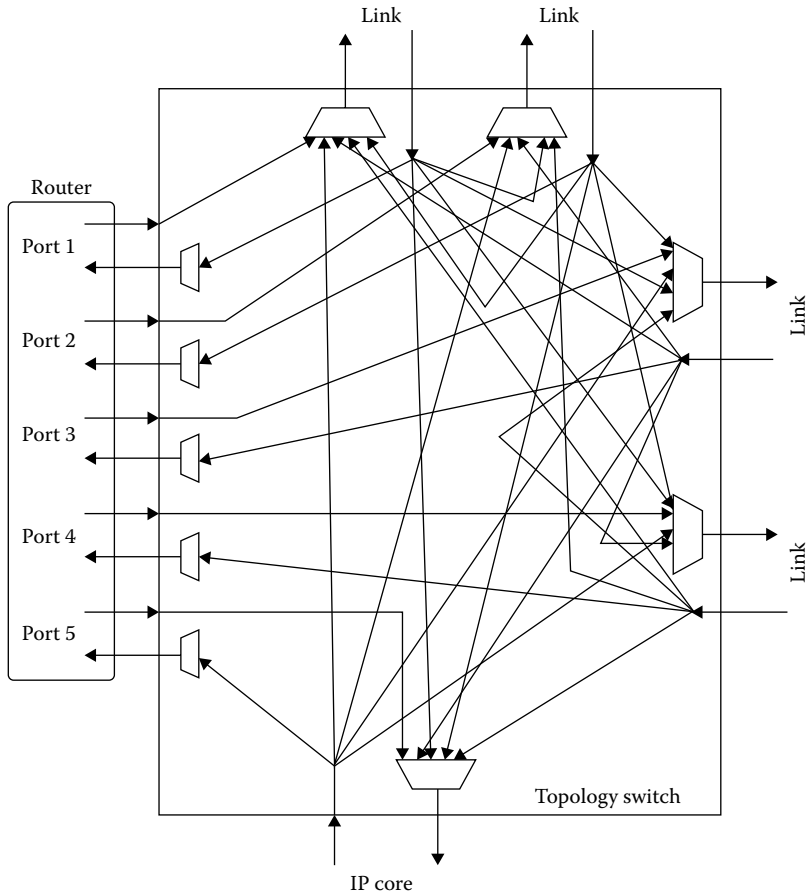 Link
Link
Router
Port 1
Port 2
Link
Port 3
Port 4
Link
Port 5
Topology switch
IP core